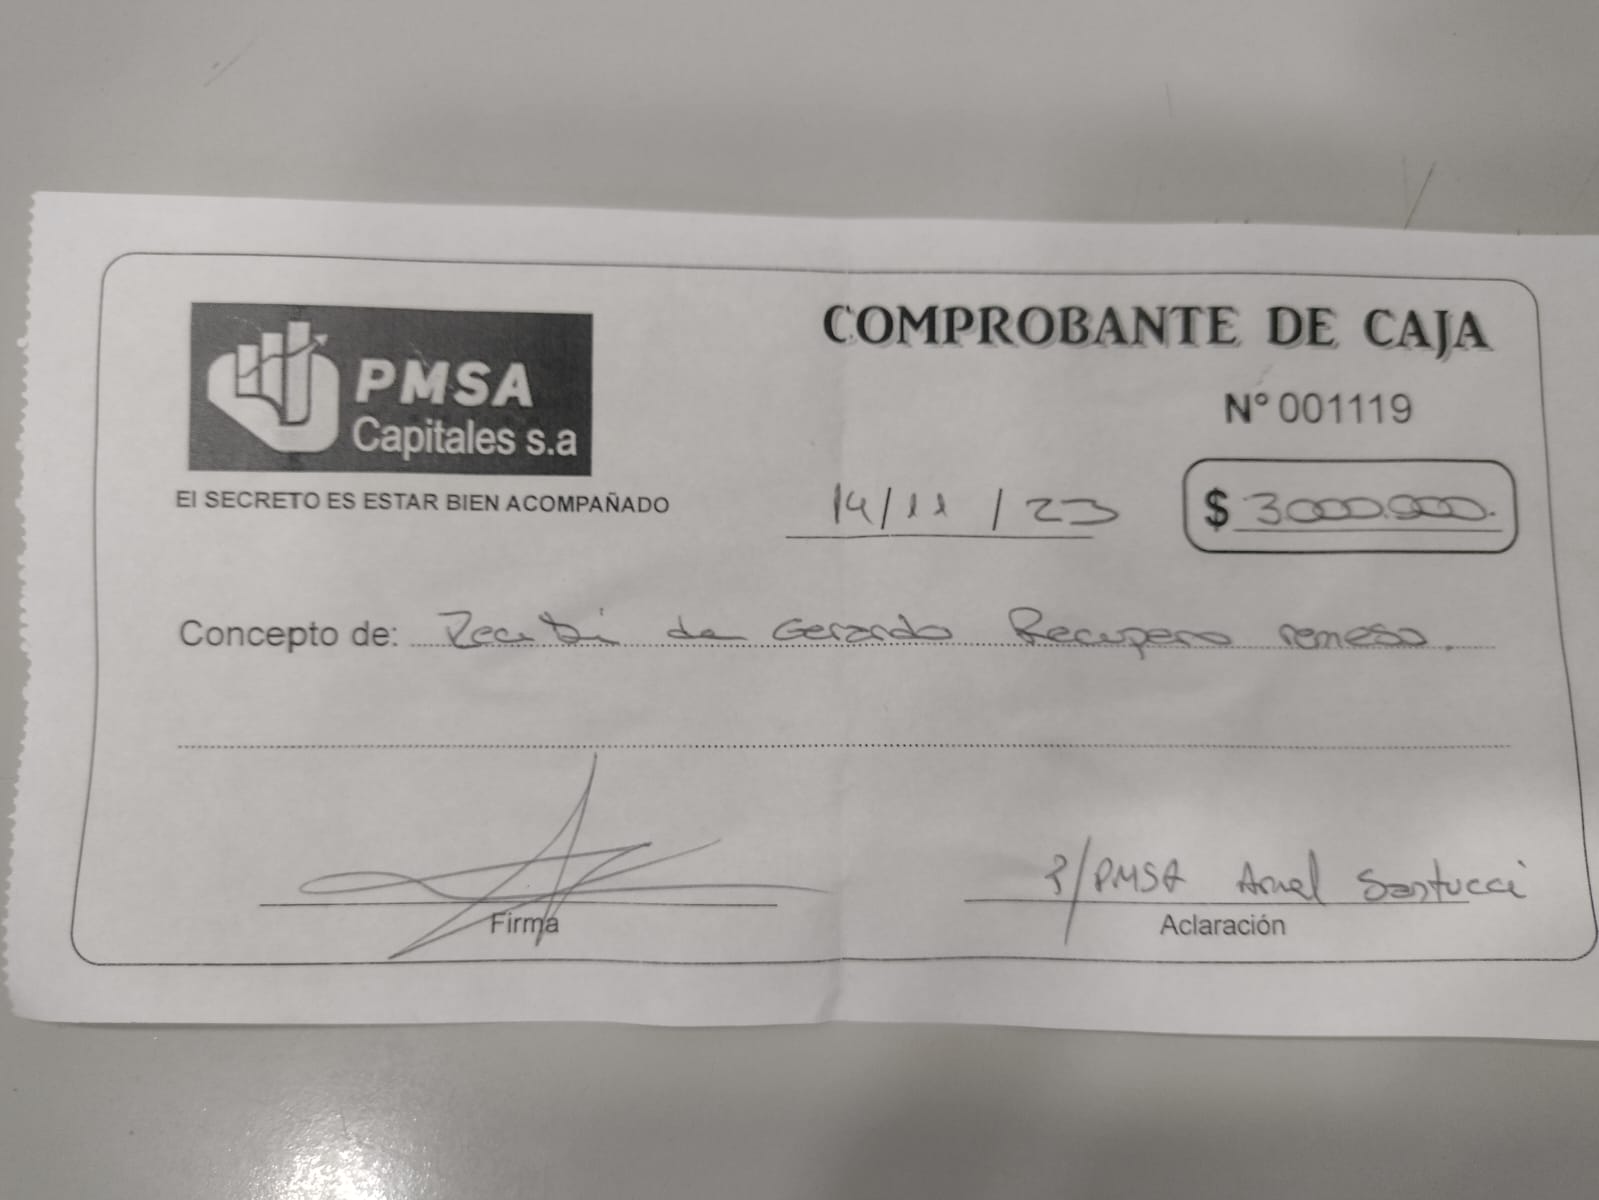 PMSA
Capitales s.a
El SECRETO ES ESTAR BIEN ACOMPAÑADO
COMPROBANTE DE CAJA
N° 001119
14/11/23
$ 3000.000.
Concepto de: Recibi de Gerardo Recupero remesa.
Firma
P/PMSA Ariel Santucci
Aclaración